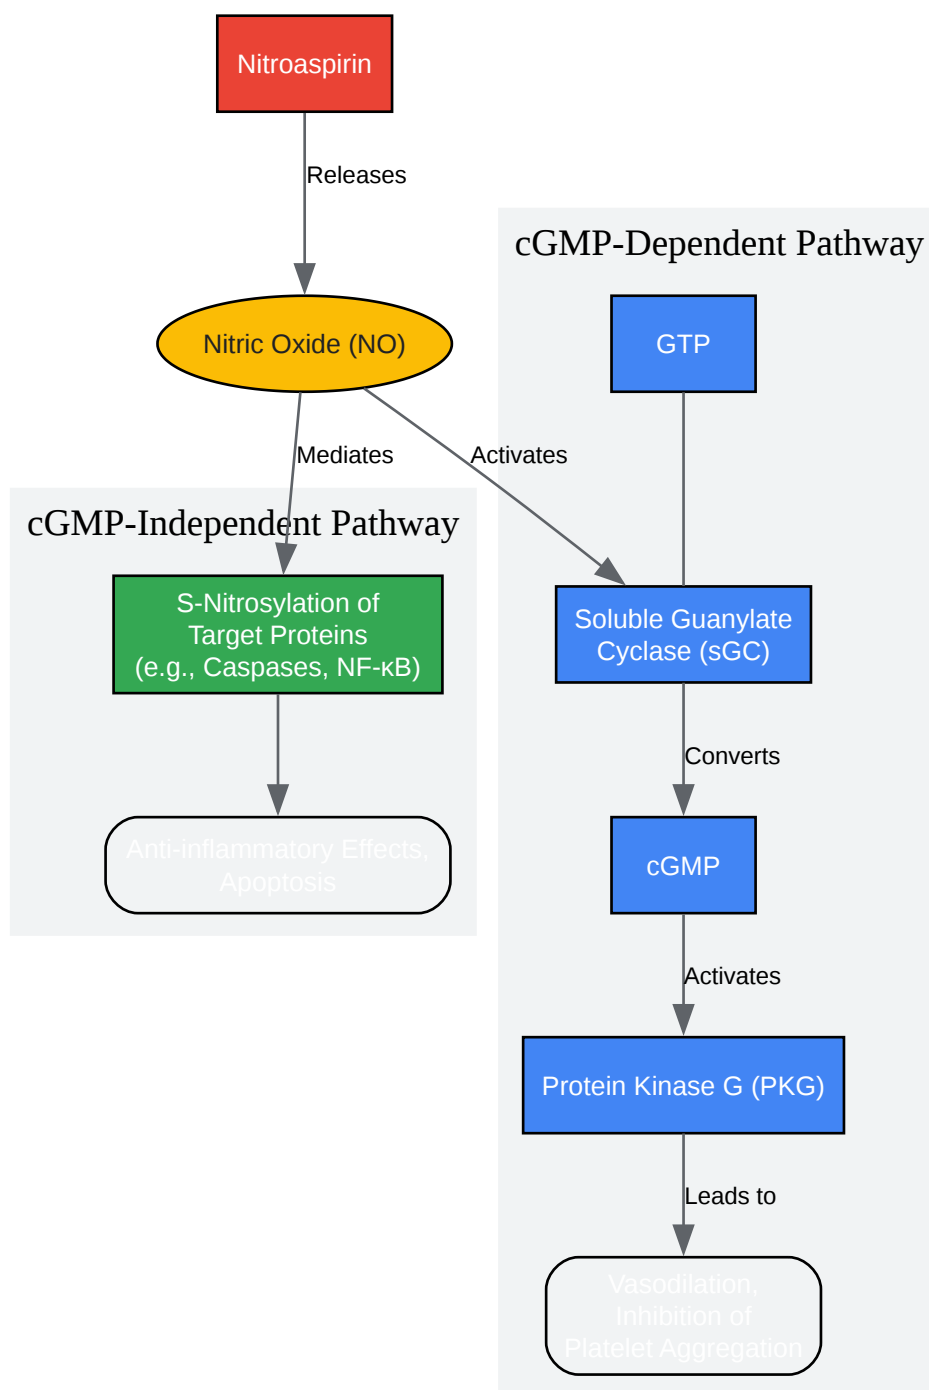 Nitroaspirin
Releases
cGMP-Dependent Pathway
Nitric Oxide (NO)
GTP
Mediates
Activates
cGMP-Independent Pathway
S-Nitrosylation of
Target Proteins
(e.g., Caspases, NF-κB)
Soluble Guanylate
Cyclase (sGC)
Converts
Anti-inflammatory Effects,
Apoptosis
cGMP
Activates
Protein Kinase G (PKG)
Leads to
Vasodilation,
Inhibition of
Platelet Aggregation